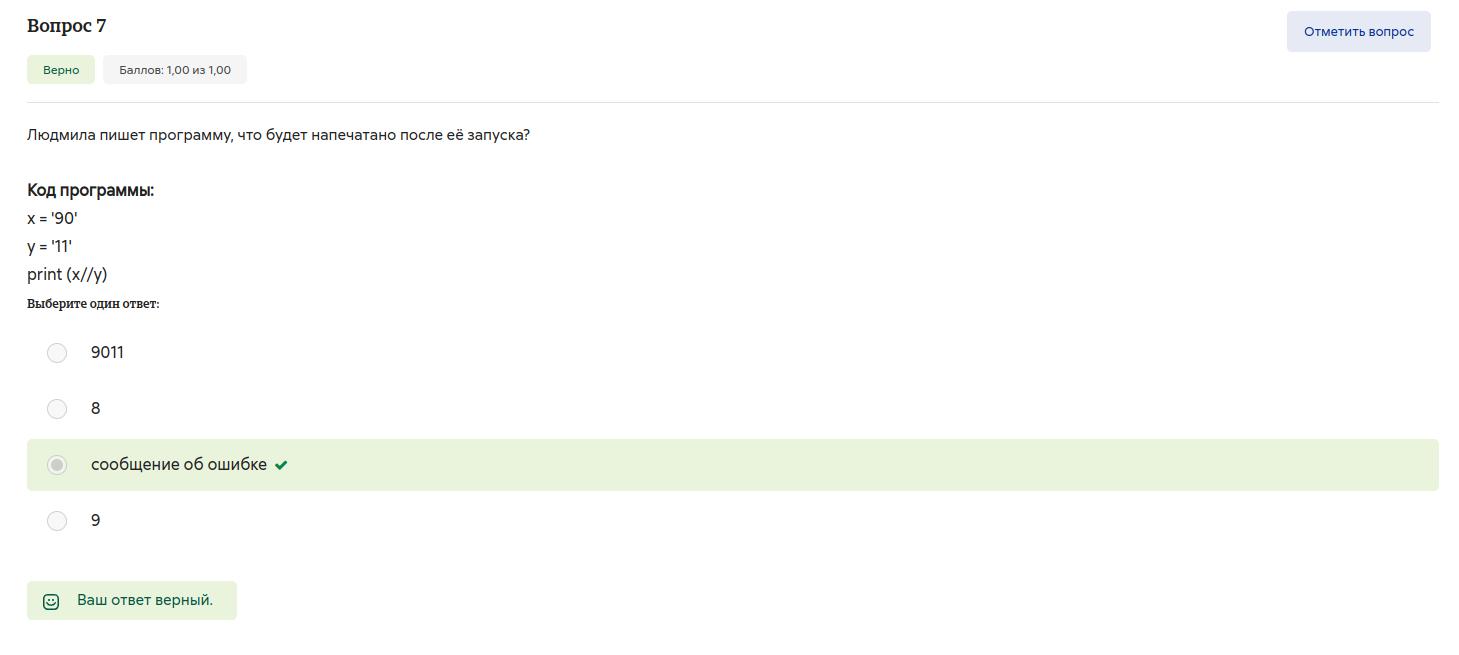 Вопрос 7
Отметить вопрос
Верно
Баллов: 1,00 из 1,00
Людмила пишет программу, что будет напечатано после её запуска?
Код программы:
x = '90'
y = '11'
print (x//y)
Выберите один ответ:
9011
8
сообщение об ошибке
9
Ваш ответ верный.